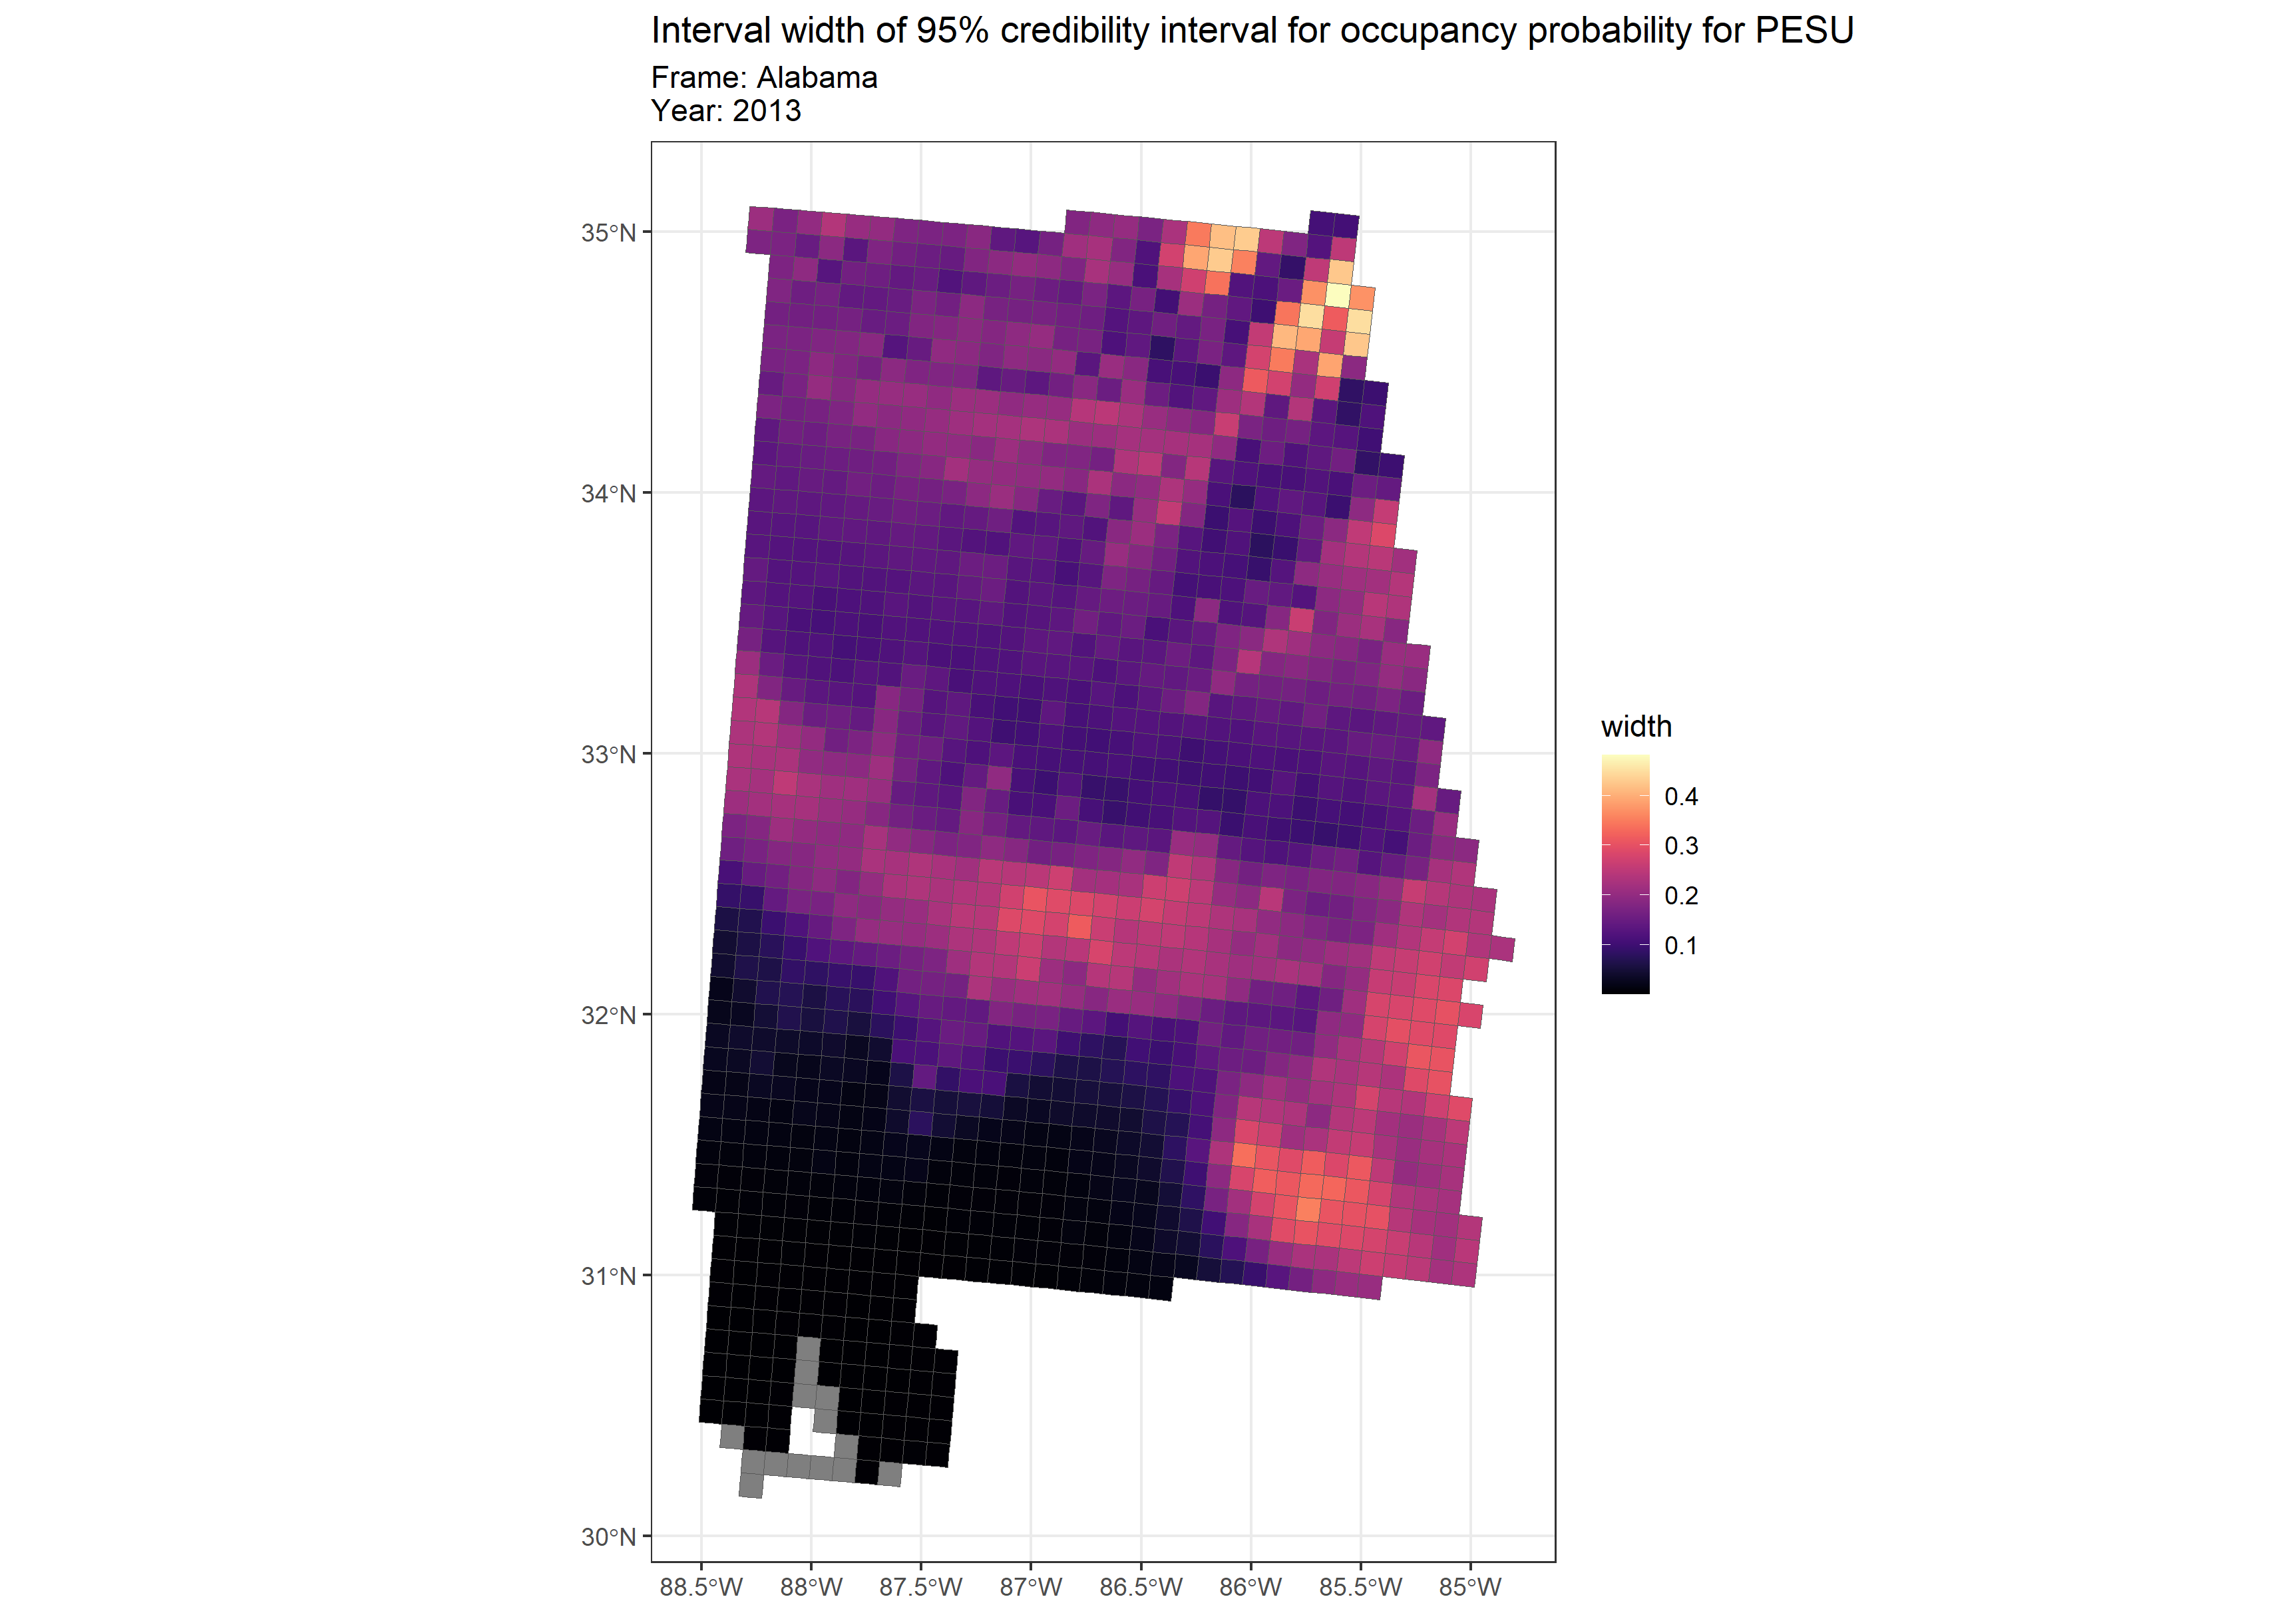 Interval width of 95% credibility interval for occupancy probability for PESU
Frame: Alabama
Year: 2013
35°N
34°N
33°N
32°N
31°N
30°N
88.5°W 88°W 87.5°W 87°W 86.5°W 86°W 85.5°W 85°W
width
0.4
0.3
0.2
0.1